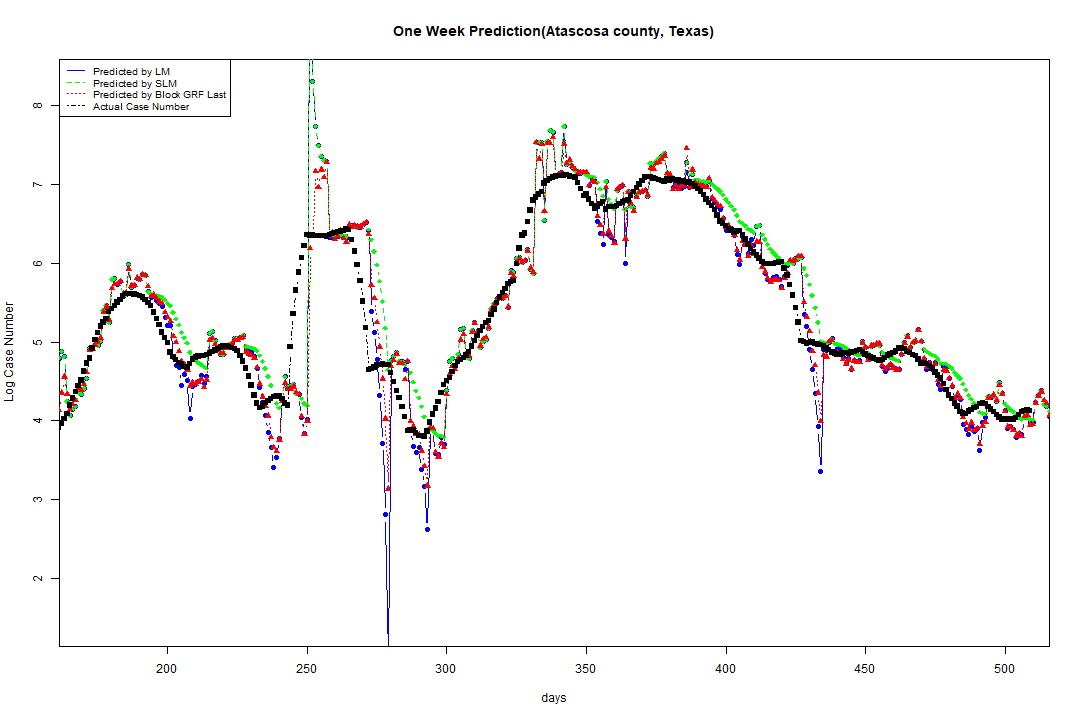 One Week Prediction(Atascosa county, Texas)
Predicted by LM
Predicted by SLM
Predicted by Block GRF Last
Actual Case Number
8
7
6
5
4
3
2
Log Case Number
200 250 300 350 400 450 500
days